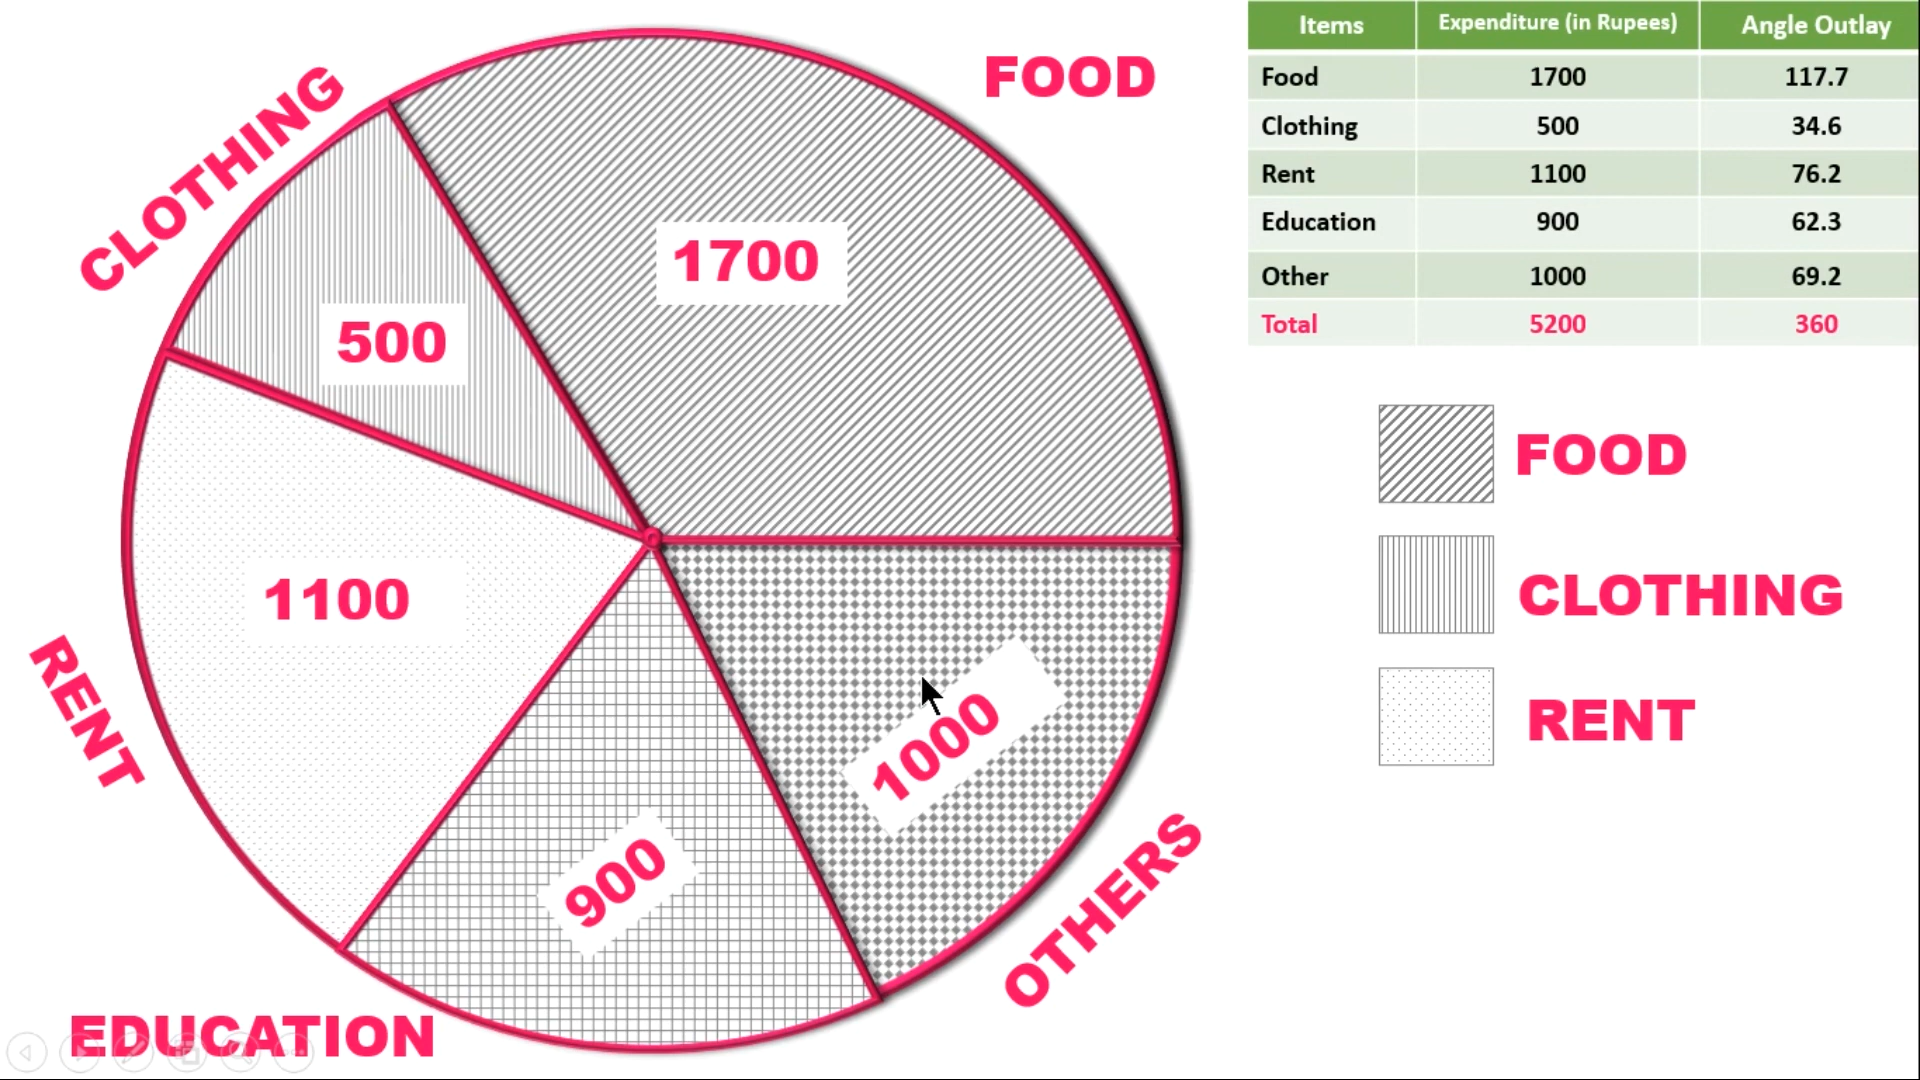 FOOD
CLOTHING
1700
500
1100
RENT
1000
900
OTHERS
EDUCATION
Items Expenditure (in Rupees) Angle Outlay
Food 1700 117.7
Clothing 500 34.6
Rent 1100 76.2
Education 900 62.3
Other 1000 69.2
Total 5200 360
FOOD
CLOTHING
RENT